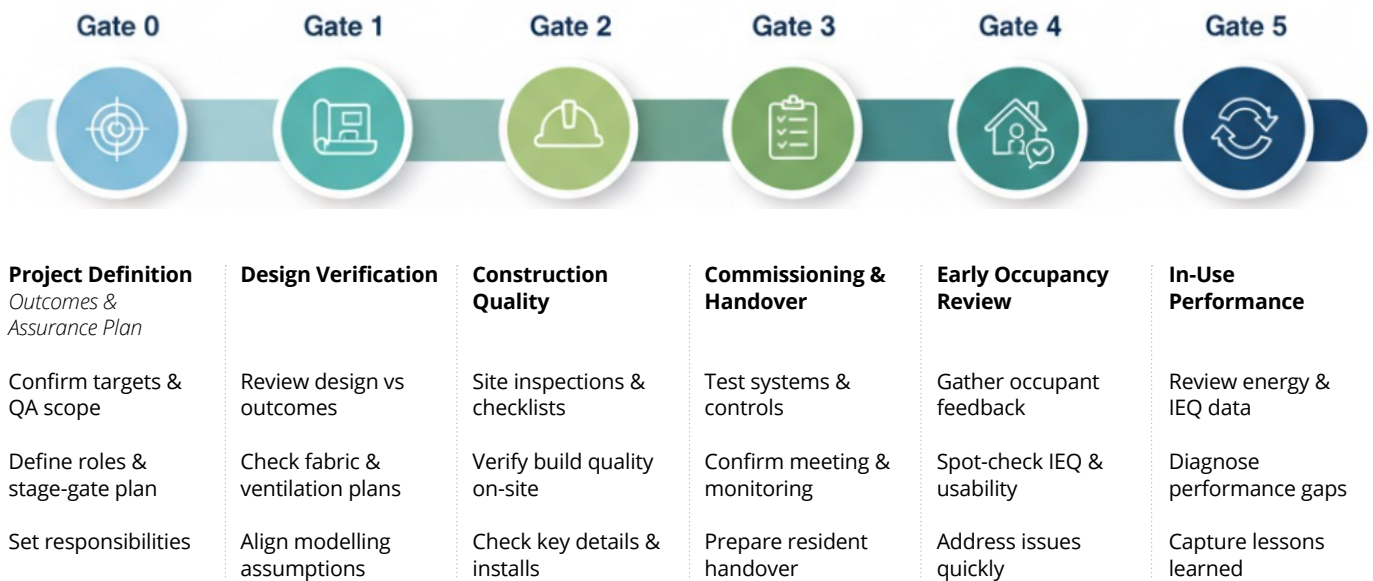 Gate 0
Gate 1
Gate 2
Gate 3
Gate 4
Gate 5
Project Definition
Outcomes &
Assurance Plan
Confirm targets &
QA scope
Define roles &
stage-gate plan
Set responsibilities
Design Verification
Review design vs
outcomes
Check fabric &
ventilation plans
Align modelling
assumptions
Construction
Quality
Site inspections &
checklists
Verify build quality
on-site
Check key details &
installs
Commissioning &
Handover
Test systems &
controls
Confirm meeting &
monitoring
Prepare resident
handover
Early Occupancy
Review
Gather occupant
feedback
Spot-check IEQ &
usability
Address issues
quickly
In-Use
Performance
Review energy &
IEQ data
Diagnose
performance gaps
Capture lessons
learned